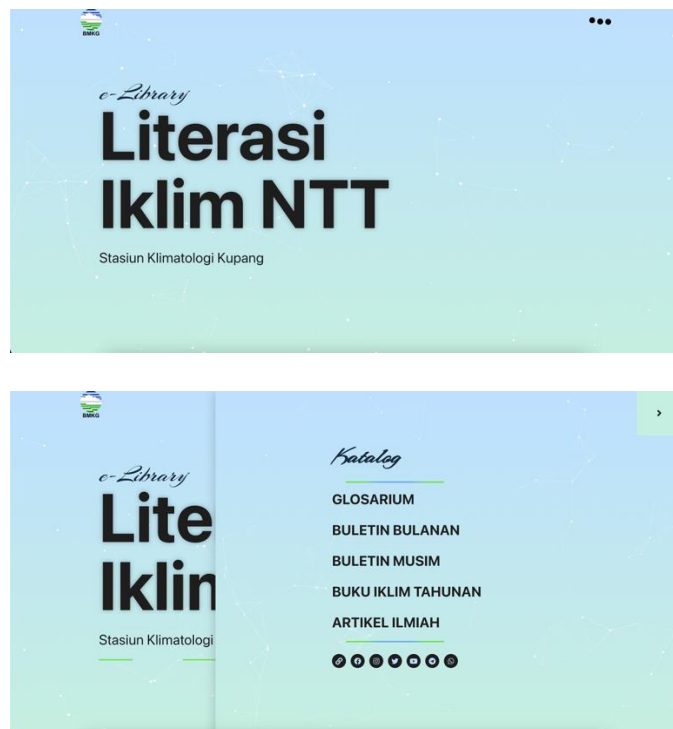 BMKG
e-Library
Literasi
Iklim NTT
Stasiun Klimatologi Kupang
BMKG
e-Library
Lite
Iklin
Stasiun Klimatologi
Katalog
GLOSARIUM
BULETIN BULANAN
BULETIN MUSIM
BUKU IKLIM TAHUNAN
ARTIKEL ILMIAH